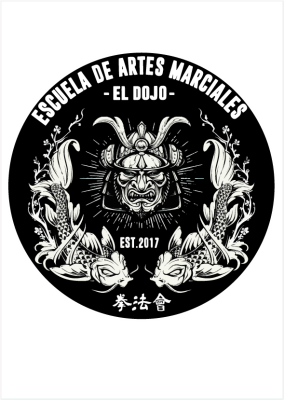 ESCUELA DE ARTES MARCIALES
- EL DOJO -
EST.2017
拳法會